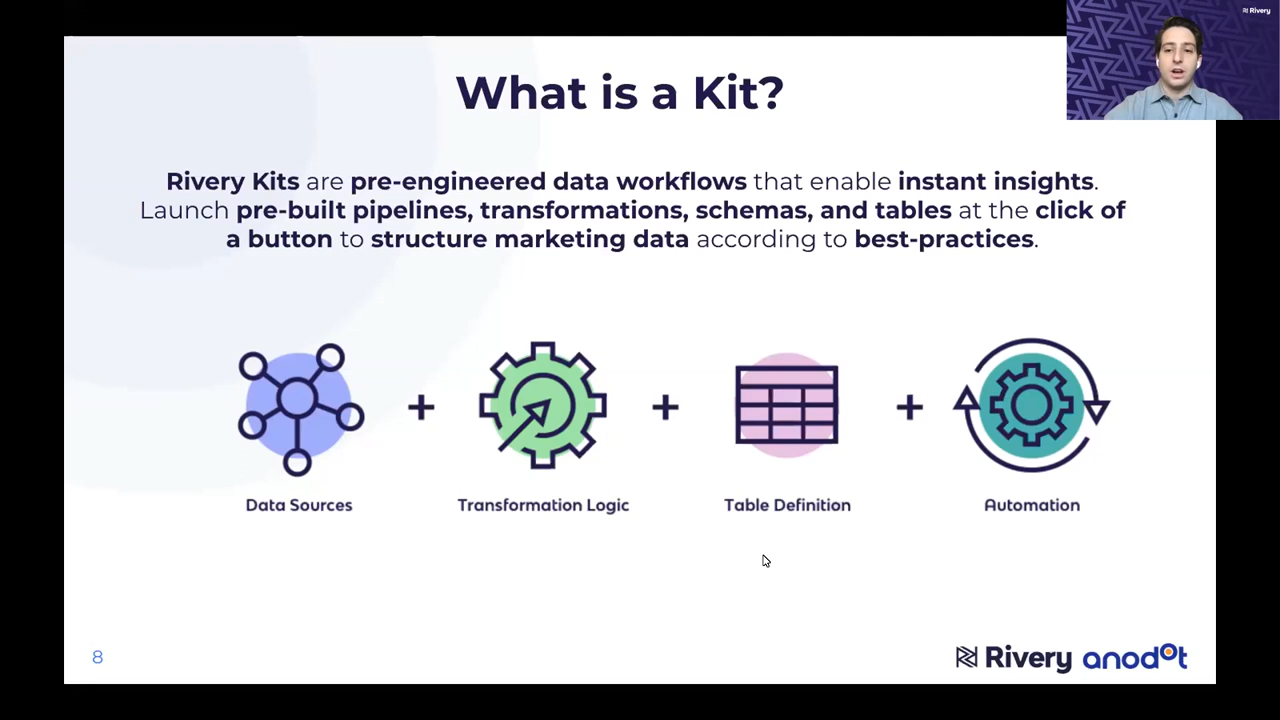 Rivery
What is a Kit?
Rivery Kits are pre-engineered data workflows that enable instant insights.
Launch pre-built pipelines, transformations, schemas, and tables at the click of
a button to structure marketing data according to best-practices.
+ + +
Data Sources Transformation Logic Table Definition Automation
8
Rivery anodot